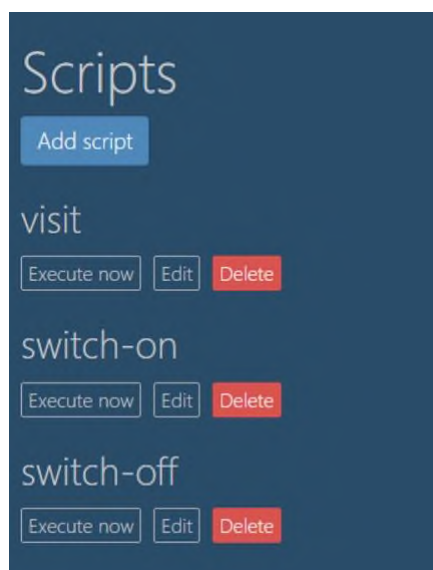 Scripts
Add script
visit
Execute now Edit Delete
switch-on
Execute now Edit Delete
switch-off
Execute now Edit Delete